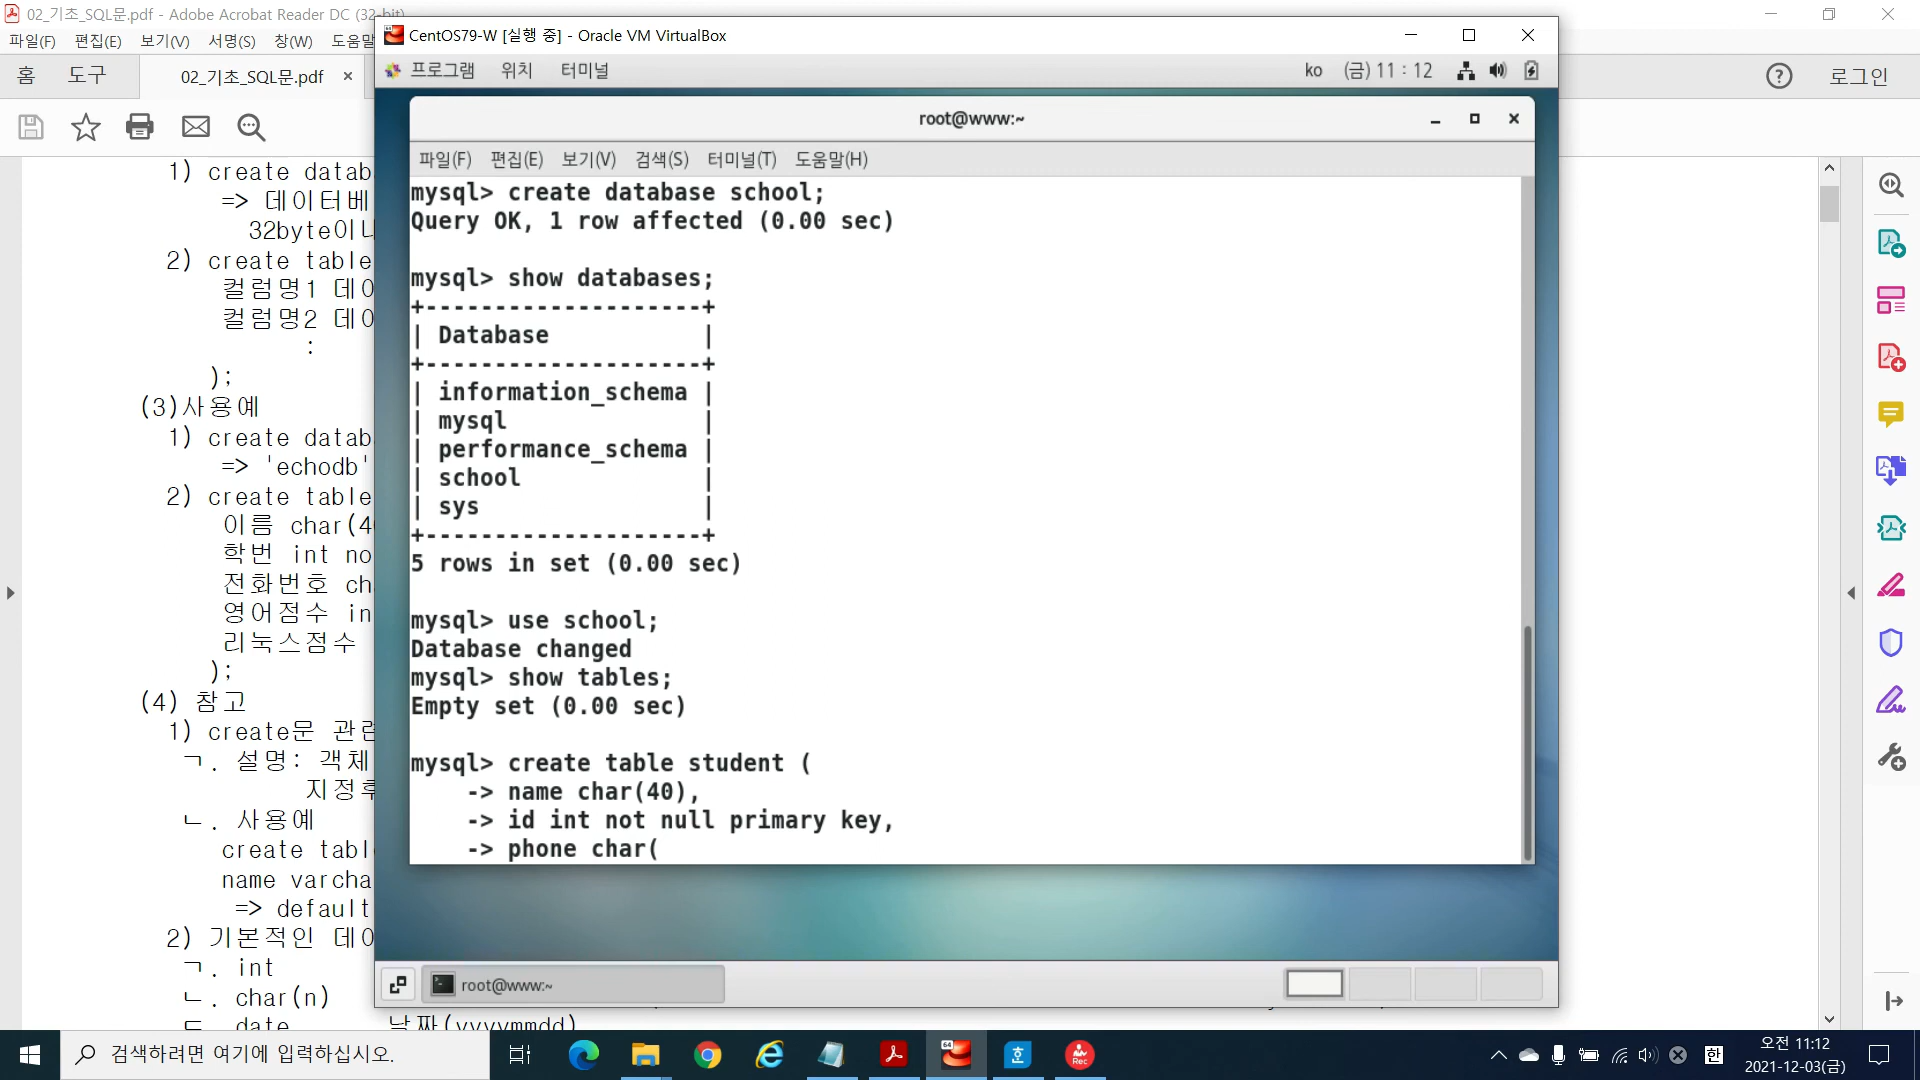 02_기초_SQL문.pdf - Adobe Acrobat Reader DC (32-bit)
파일(F) 편집(E) 보기(V) 서명(S) 창(W) 도움말
홈 도구 02_기초_SQL문.pdf × 로그인
1) create datab
=> 데이터베
32byte이나
2) create table
컬럼명1 데이
컬럼명2 데이
:
);
(3)사용예
1) create datab
=> 'echodb'
2) create table
이름 char(40
학번 int no
전화번호 ch
영어점수 in
리눅스점수
);
(4) 참고
1) create문 관련
ㄱ. 설명: 객체
지정후
ㄴ. 사용예
create tabl
name varcha
=> default
2) 기본적인 데이
ㄱ. int
ㄴ. char(n)
ㄷ. date 날짜(yyyymmdd)
CentOS79-W [실행 중] - Oracle VM VirtualBox
프로그램 위치 터미널 ko (금) 11 : 12
root@www:~
파일(F) 편집(E) 보기(V) 검색(S) 터미널(T) 도움말(H)
mysql> create database school;
Query OK, 1 row affected (0.00 sec)
mysql> show databases;
+--------------------+
| Database |
+--------------------+
| information_schema |
| mysql |
| performance_schema |
| school |
| sys |
+--------------------+
5 rows in set (0.00 sec)
mysql> use school;
Database changed
mysql> show tables;
Empty set (0.00 sec)
mysql> create table student (
-> name char(40),
-> id int not null primary key,
-> phone char(
root@www:~
검색하려면 여기에 입력하십시오.
64
호
Rec
한
오전 11:12
2021-12-03(금)